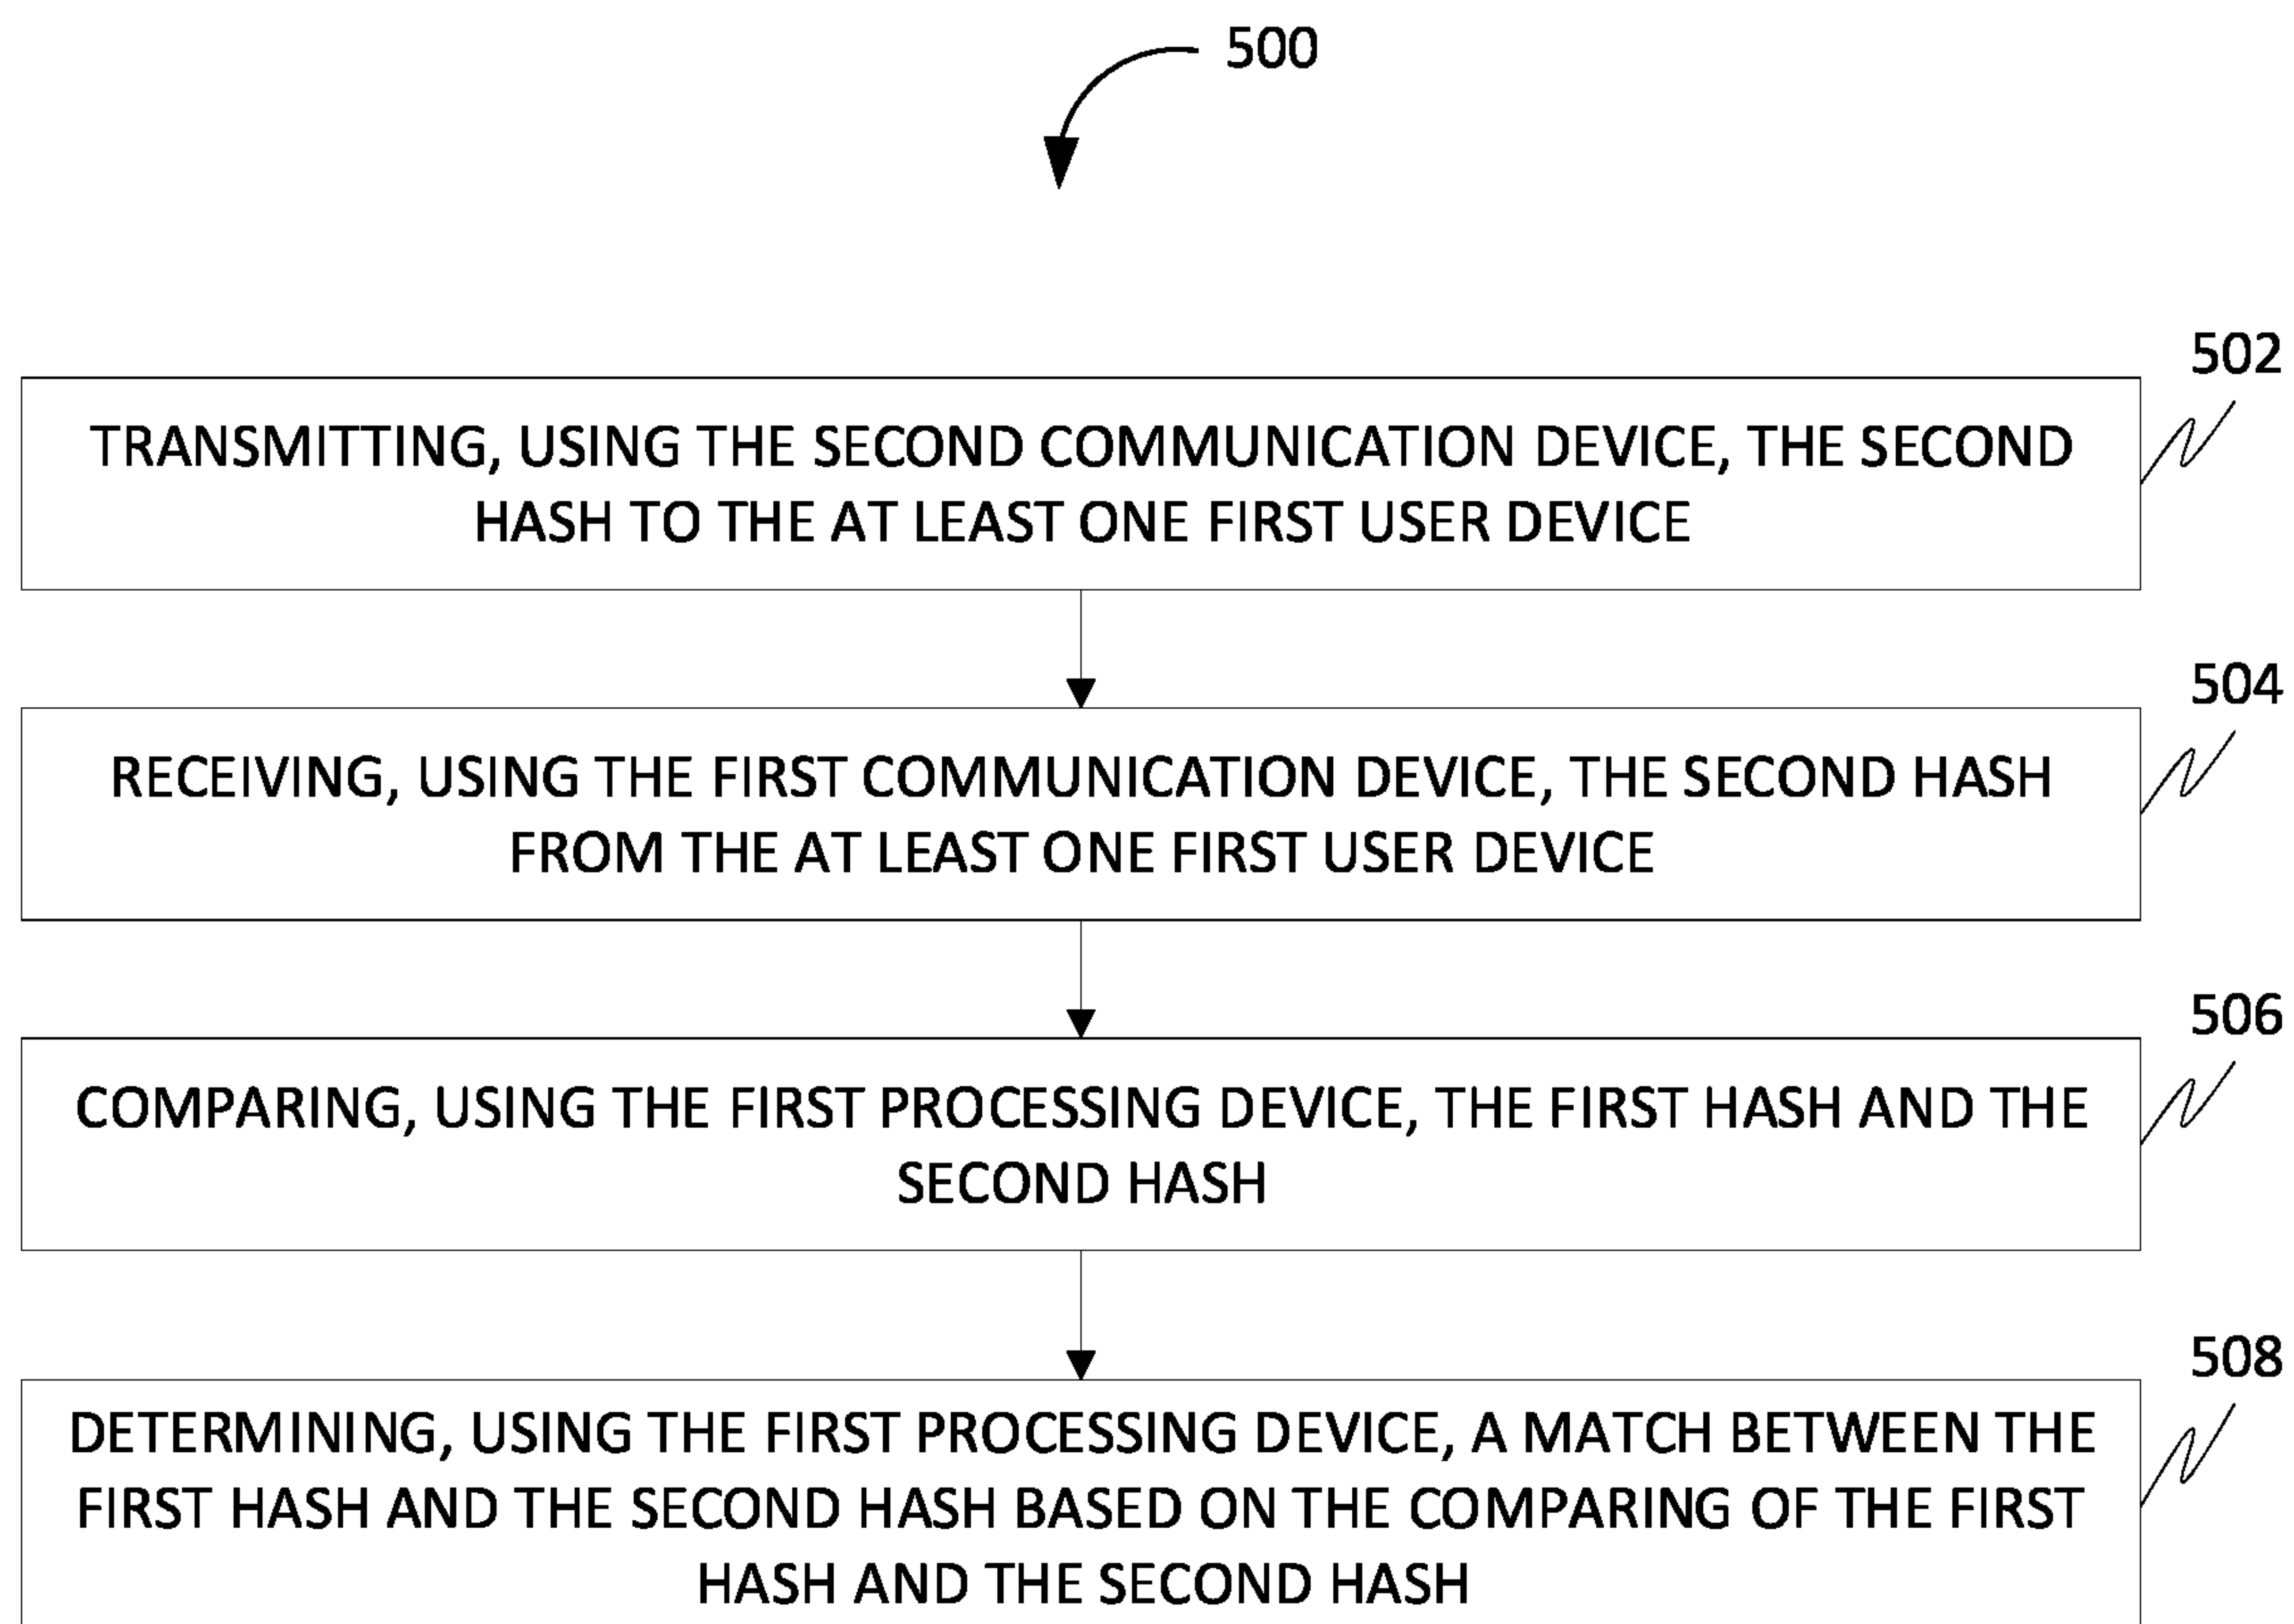 500
502
TRANSMITTING, USING THE SECOND COMMUNICATION DEVICE, THE SECOND
HASH TO THE AT LEAST ONE FIRST USER DEVICE
504
RECEIVING, USING THE FIRST COMMUNICATION DEVICE, THE SECOND HASH
FROM THE AT LEAST ONE FIRST USER DEVICE
506
COMPARING, USING THE FIRST PROCESSING DEVICE, THE FIRST HASH AND THE
SECOND HASH
508
DETERMINING, USING THE FIRST PROCESSING DEVICE, A MATCH BETWEEN THE
FIRST HASH AND THE SECOND HASH BASED ON THE COMPARING OF THE FIRST
HASH AND THE SECOND HASH